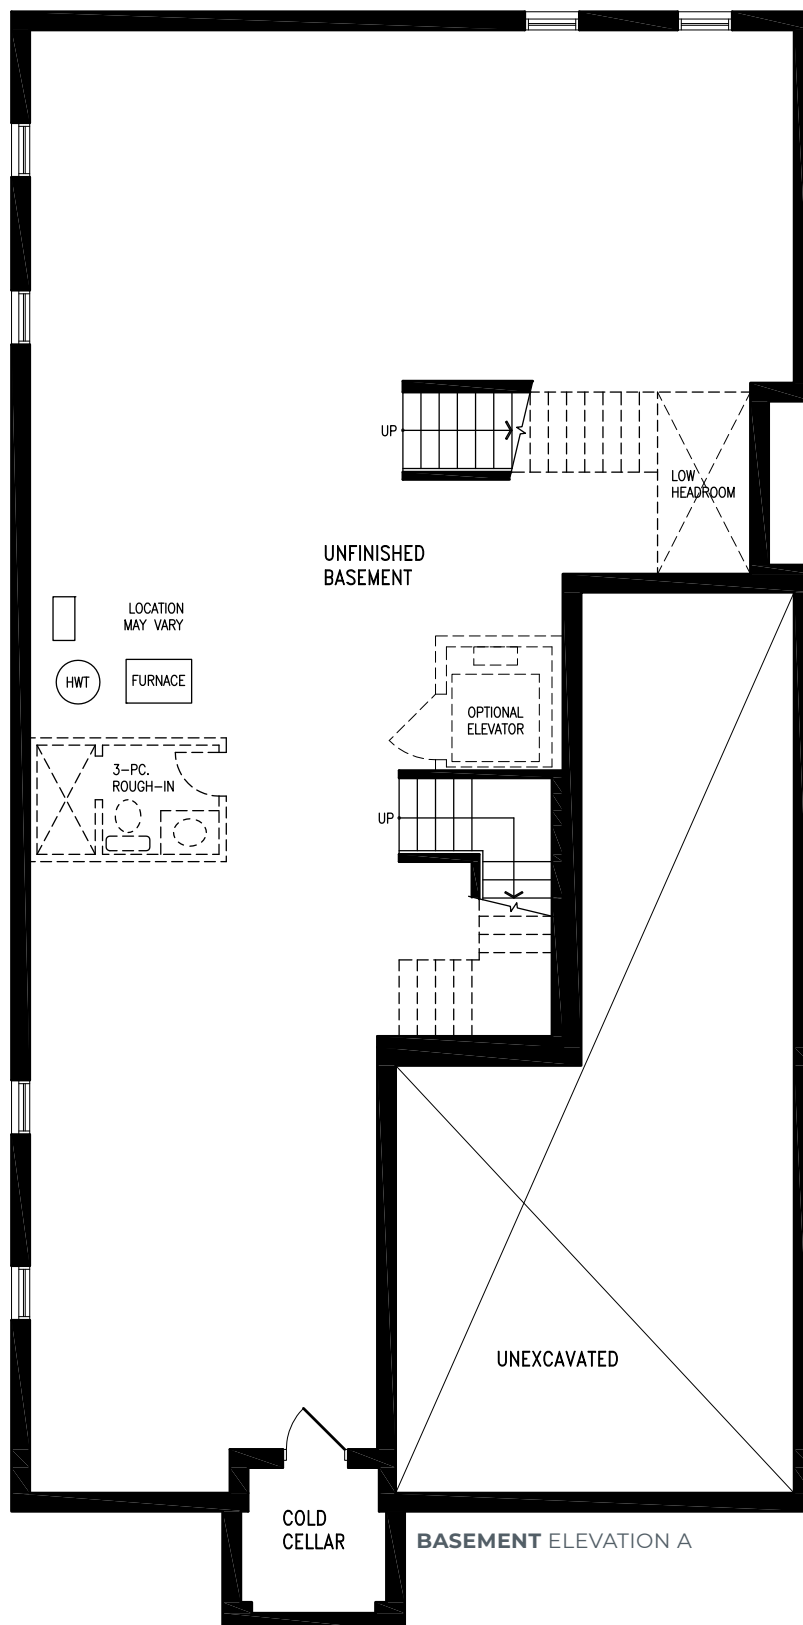 UP
LOW
HEADROOM
UNFINISHED
BASEMENT
LOCATION
MAY VARY
HWT
FURNACE
OPTIONAL
ELEVATOR
3-PC.
ROUGH-IN
UP
UNEXCAVATED
COLD
CELLAR
BASEMENT ELEVATION A